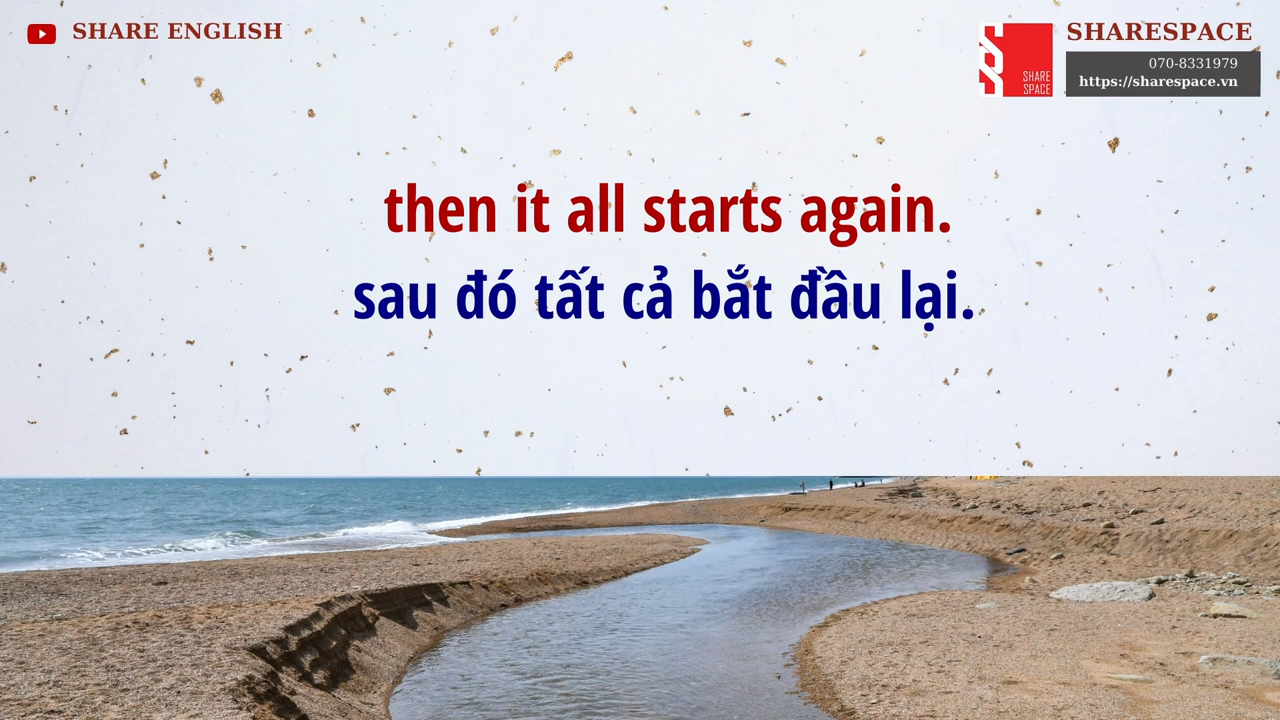 SHARE ENGLISH
SHARESPACE
070-8331979
https://sharespace.vn
SHARE
SPACE
then it all starts again.
sau đó tất cả bắt đầu lại.